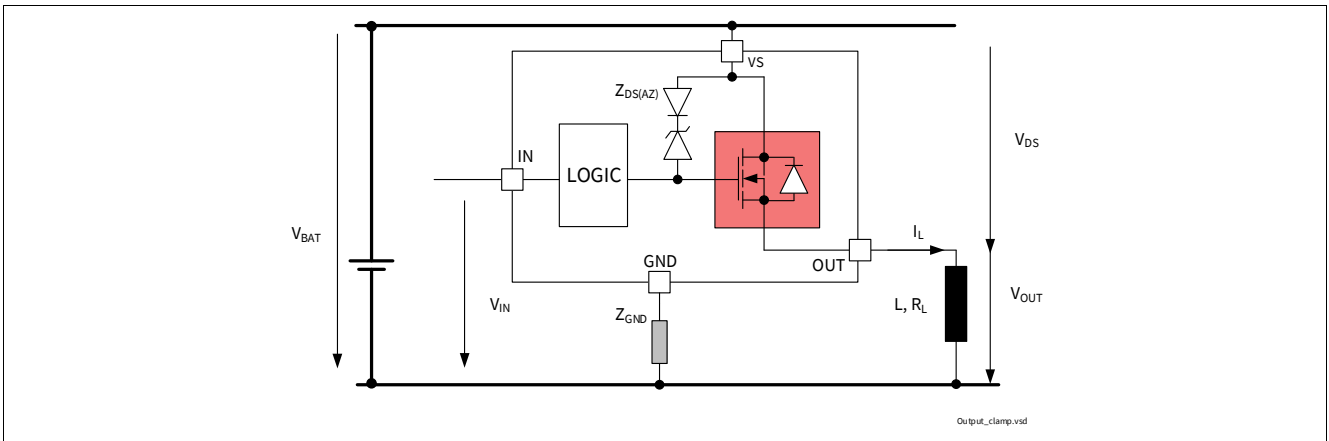 VS
ZDS(AZ)
VDS
IN
LOGIC
VBAT
IL
GND
OUT
VIN
ZGND
L, RL
VOUT
Output_clamp.vsd